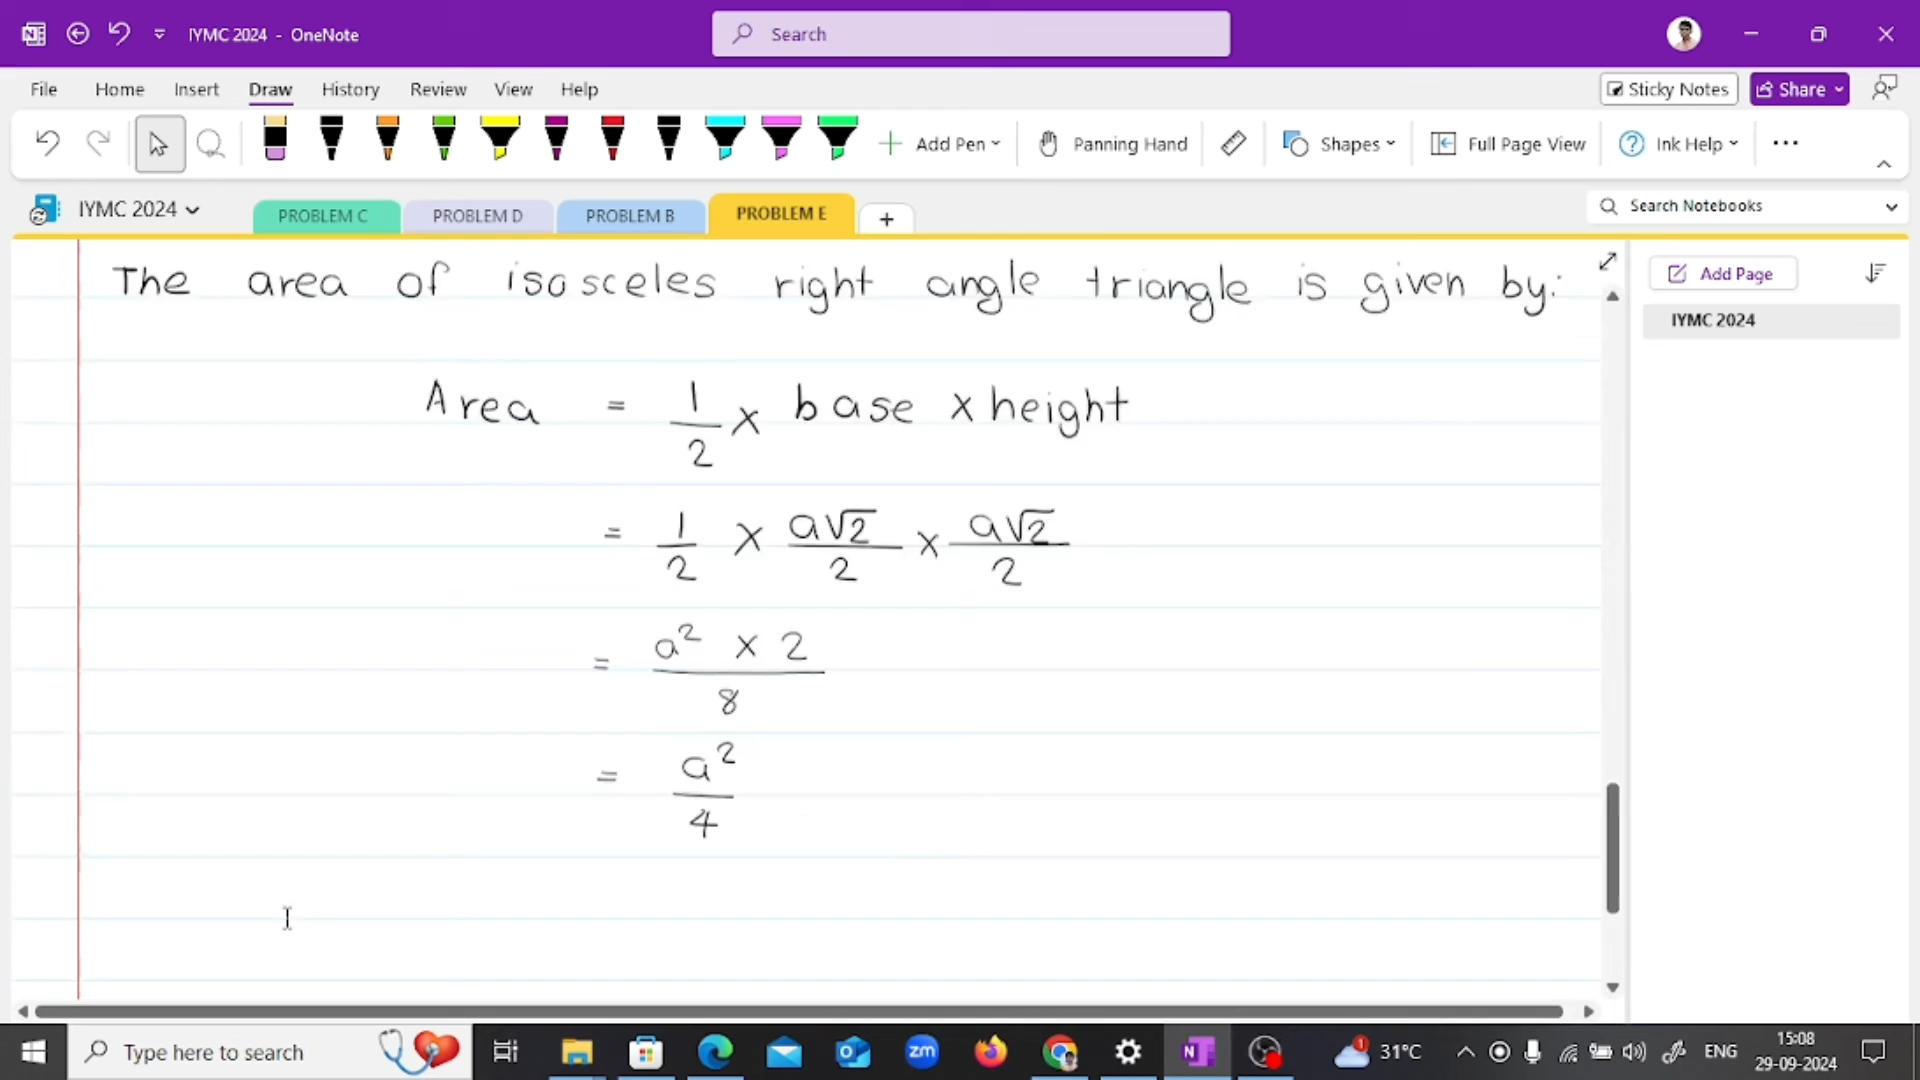 IYMC 2024 - OneNote
Search
File Home Insert Draw History Review View Help
Sticky Notes
Share
Add Pen
Panning Hand
Shapes
Full Page View
Ink Help
IYMC 2024
PROBLEM C
PROBLEM D
PROBLEM B
PROBLEM E
Search Notebooks
Add Page
IYMC 2024
The area of isosceles right angle triangle is given by:
Area = 1/2 × base × height
= 1/2 × a√2/2 × a√2/2
= a² × 2 / 8
= a²/4
Type here to search
zm
N
1
31°C
ENG
15:08
29-09-2024